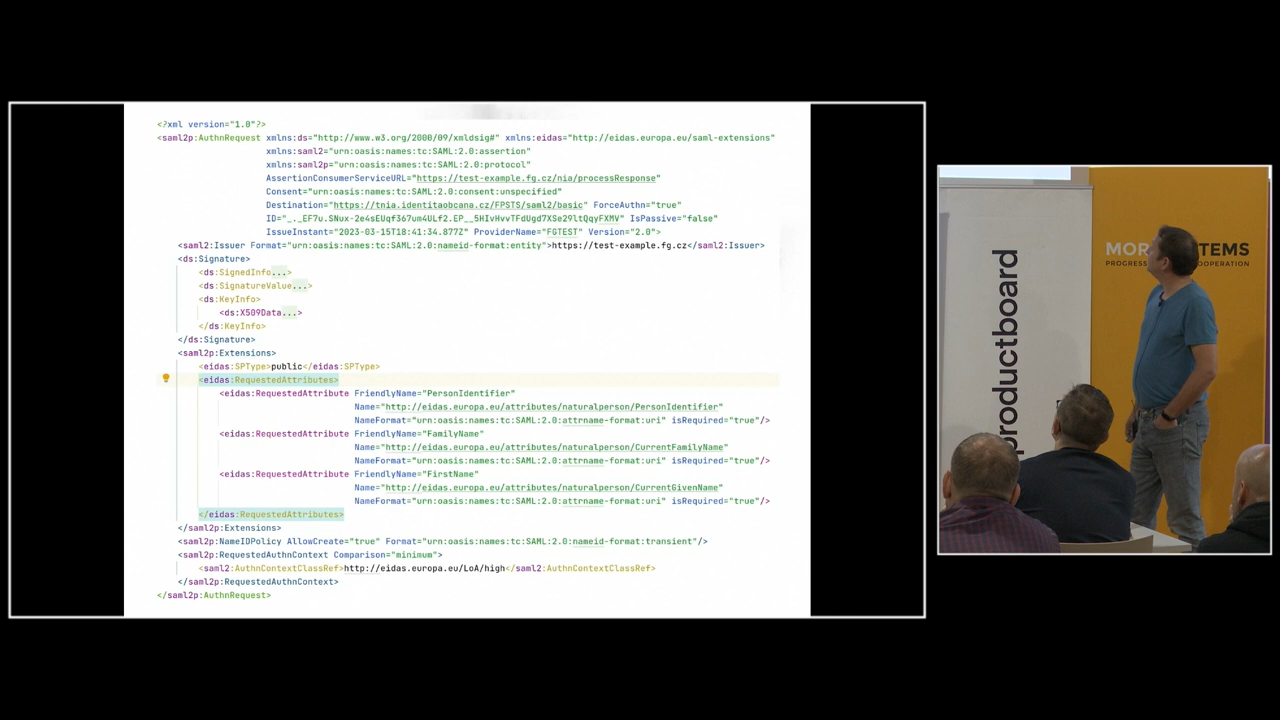 <?xml version="1.0"?>
<saml2p:AuthnRequest xmlns:ds="http://www.w3.org/2000/09/xmldsig#" xmlns:eidas="http://eidas.europa.eu/saml-extensions"
xmlns:saml2="urn:oasis:names:tc:SAML:2.0:assertion"
xmlns:saml2p="urn:oasis:names:tc:SAML:2.0:protocol"
AssertionConsumerServiceURL="https://test-example.fg.cz/nia/processResponse"
Consent="urn:oasis:names:tc:SAML:2.0:consent:unspecified"
Destination="https://tnia.identitaobcana.cz/FPSTS/saml2/basic" ForceAuthn="true"
ID="_._EF7u.SNux-2e4sEUqf367um4ULf2.EP__5HIvHvvTFdUgd7XSe29ltQqyFXMV" IsPassive="false"
IssueInstant="2023-03-15T18:41:34.877Z" ProviderName="FGTEST" Version="2.0">
<saml2:Issuer Format="urn:oasis:names:tc:SAML:2.0:nameid-format:entity">https://test-example.fg.cz</saml2:Issuer>
<ds:Signature>
<ds:SignedInfo...>
<ds:SignatureValue...>
<ds:KeyInfo>
<ds:X509Data...>
</ds:KeyInfo>
</ds:Signature>
<saml2p:Extensions>
<eidas:SPType>public</eidas:SPType>
<eidas:RequestedAttributes>
<eidas:RequestedAttribute FriendlyName="PersonIdentifier"
Name="http://eidas.europa.eu/attributes/naturalperson/PersonIdentifier"
NameFormat="urn:oasis:names:tc:SAML:2.0:attrname-format:uri" isRequired="true"/>
<eidas:RequestedAttribute FriendlyName="FamilyName"
Name="http://eidas.europa.eu/attributes/naturalperson/CurrentFamilyName"
NameFormat="urn:oasis:names:tc:SAML:2.0:attrname-format:uri" isRequired="true"/>
<eidas:RequestedAttribute FriendlyName="FirstName"
Name="http://eidas.europa.eu/attributes/naturalperson/CurrentGivenName"
NameFormat="urn:oasis:names:tc:SAML:2.0:attrname-format:uri" isRequired="true"/>
</eidas:RequestedAttributes>
</saml2p:Extensions>
<saml2p:NameIDPolicy AllowCreate="true" Format="urn:oasis:names:tc:SAML:2.0:nameid-format:transient"/>
<saml2p:RequestedAuthnContext Comparison="minimum">
<saml2:AuthnContextClassRef>http://eidas.europa.eu/LoA/high</saml2:AuthnContextClassRef>
</saml2p:RequestedAuthnContext>
</saml2p:AuthnRequest>
productboard